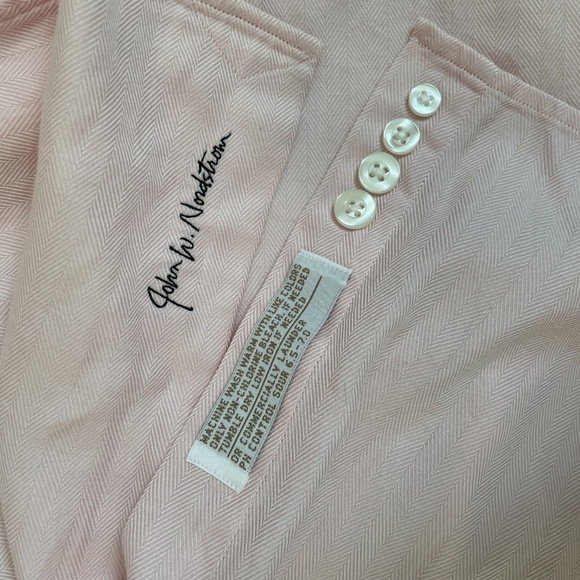 John W. Nordstrom
MACHINE WASH WARM WITH LIKE COLORS
ONLY NON-CHLORINE BLEACH, IF NEEDED
TUMBLE DRY LOW IRON IF NEEDED
OR COMMERCIALLY LAUNDER
PH CONTROL SOUR 6.5-7.0